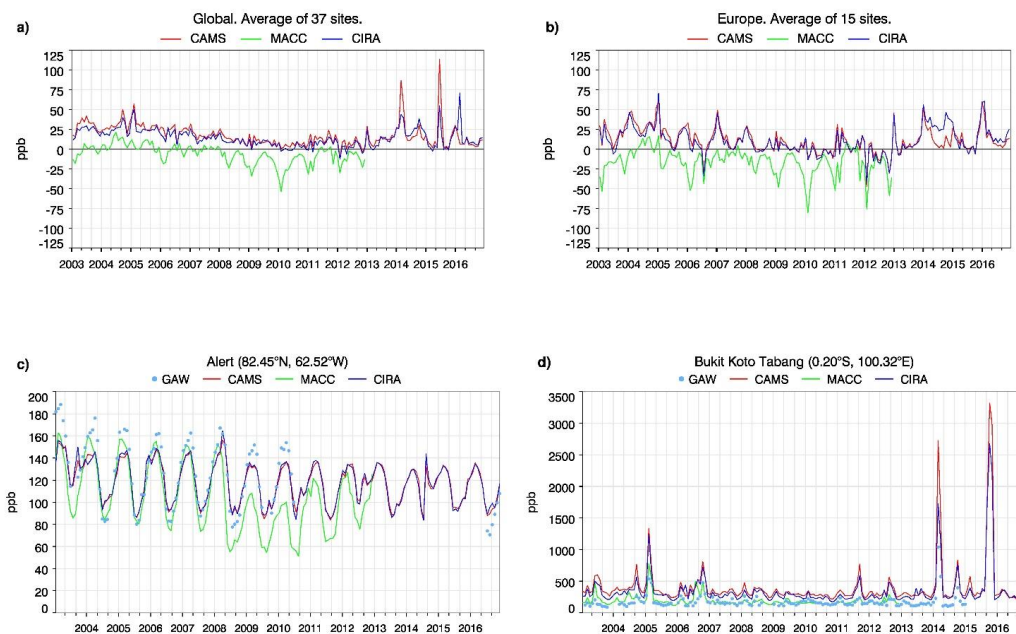 a)
Global. Average of 37 sites.
CAMS MACC CIRA
125
100
75
50
25
0
-25
-50
-75
-100
-125
ppb
2003 2004 2005 2006 2007 2008 2009 2010 2011 2012 2013 2014 2015 2016
b)
Europe. Average of 15 sites.
CAMS MACC CIRA
125
100
75
50
25
0
-25
-50
-75
-100
-125
ppb
2003 2004 2005 2006 2007 2008 2009 2010 2011 2012 2013 2014 2015 2016
c)
Alert (82.45°N, 62.52°W)
GAW CAMS MACC CIRA
200
180
160
140
120
100
80
60
40
20
0
ppb
2004 2005 2006 2007 2008 2009 2010 2011 2012 2013 2014 2015 2016
d)
Bukit Koto Tabang (0.20°S, 100.32°E)
GAW CAMS MACC CIRA
3500
3000
2500
2000
1500
1000
500
0
ppb
2004 2005 2006 2007 2008 2009 2010 2011 2012 2013 2014 2015 2016